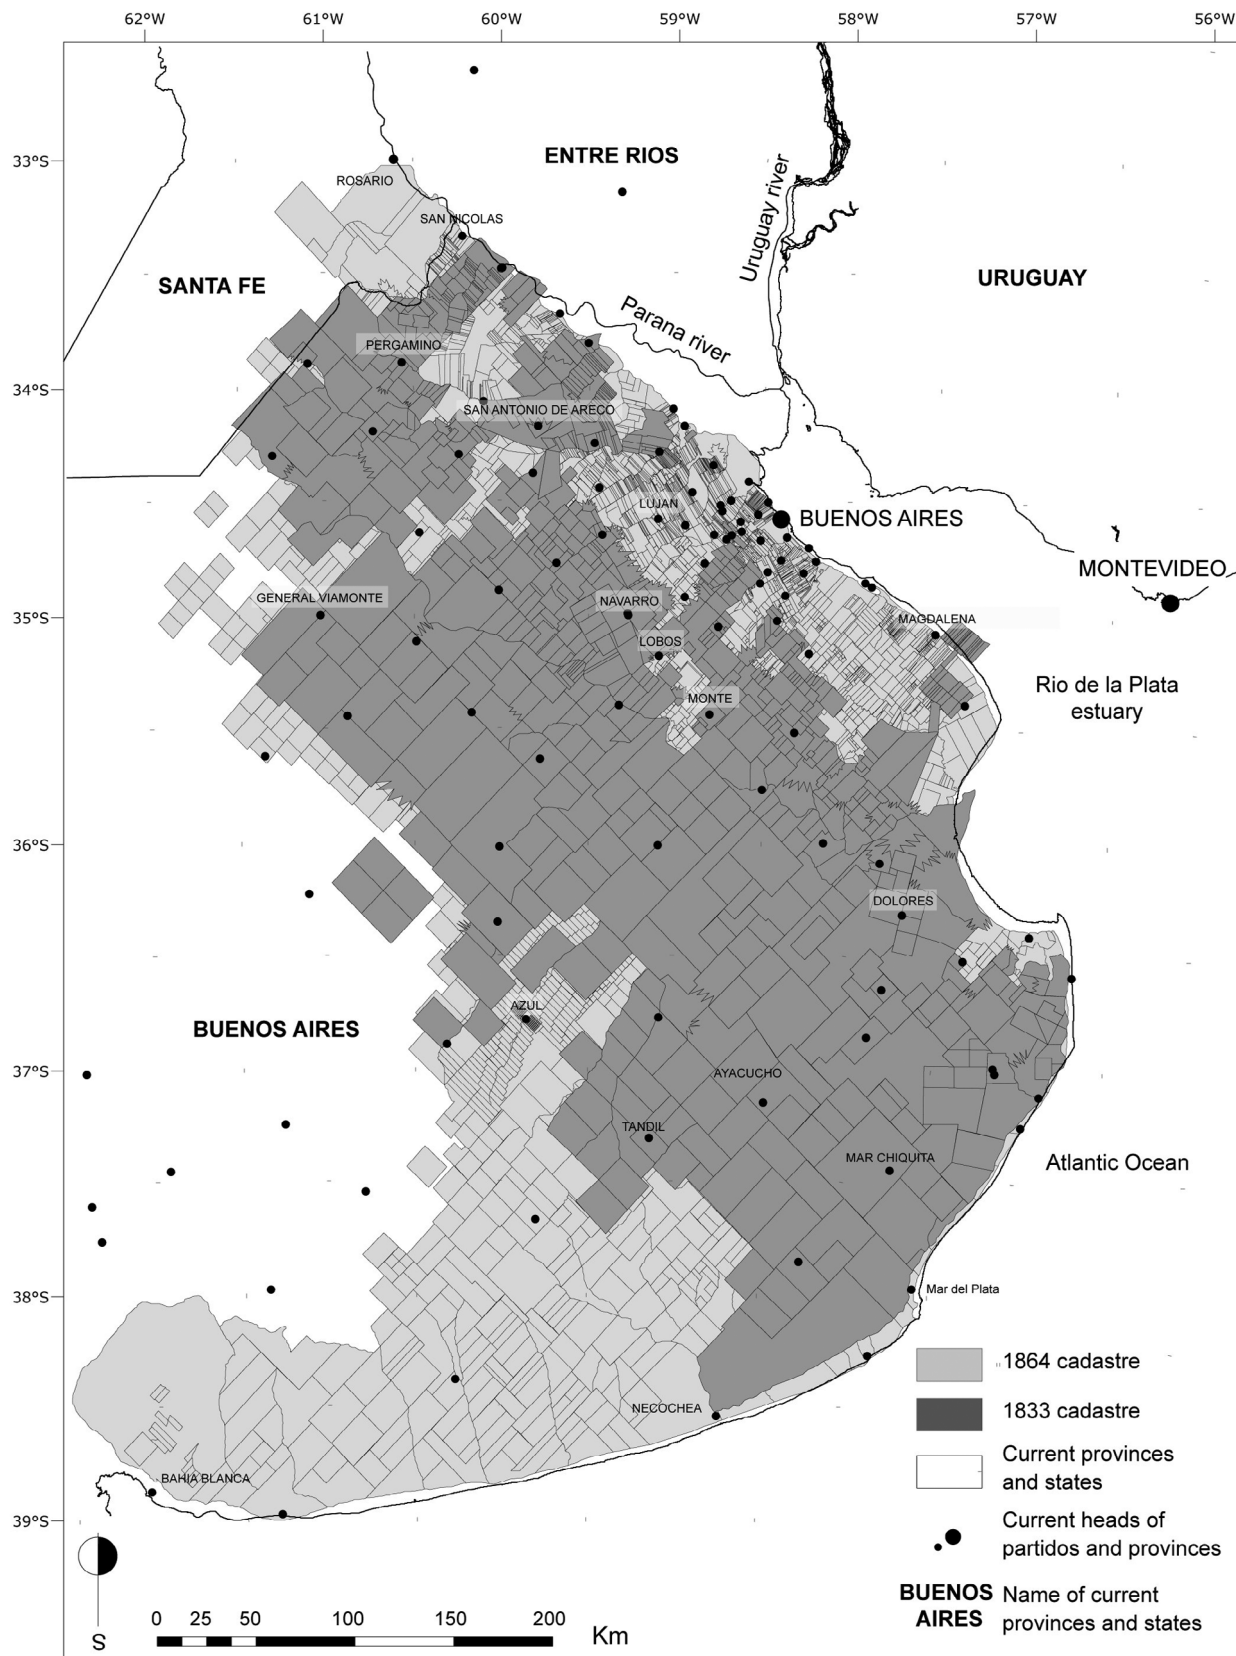 62°W 61°W 60°W 59°W 58°W 57°W 56°W
33°S
ENTRE RIOS
ROSARIO
SAN NICOLAS
Uruguay river
SANTA FE
URUGUAY
Parana river
PERGAMINO
34°S
SAN ANTONIO DE ARECO
LUJAN
BUENOS AIRES
MONTEVIDEO
GENERAL VIAMONTE
NAVARRO
35°S
MAGDALENA
LOBOS
Rio de la Plata
estuary
MONTE
36°S
DOLORES
AZUL
BUENOS AIRES
37°S
AYACUCHO
TANDIL
MAR CHIQUITA
Atlantic Ocean
38°S
Mar del Plata
NECOCHEA
BAHIA BLANCA
39°S
1864 cadastre
1833 cadastre
Current provinces
and states
Current heads of
partidos and provinces
BUENOS
AIRES
Name of current
provinces and states
S
0 25 50 100 150 200
Km